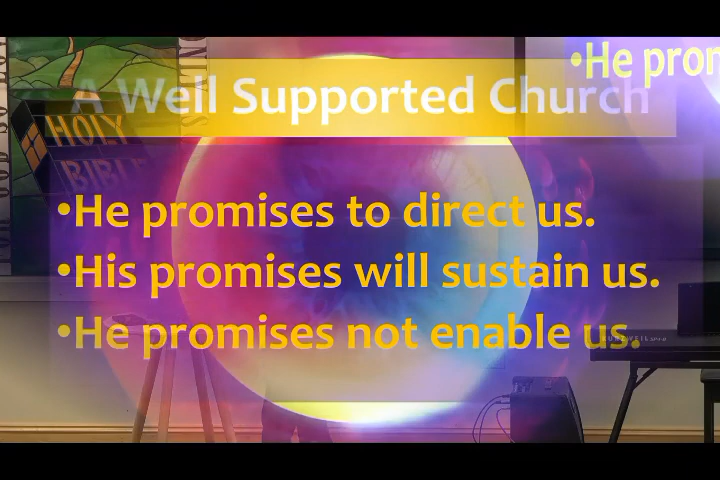 •He prom
A Well Supported Church
HOLY
BIBLE
•He promises to direct us.
•His promises will sustain us.
•He promises not enable us.
KURZWEIL